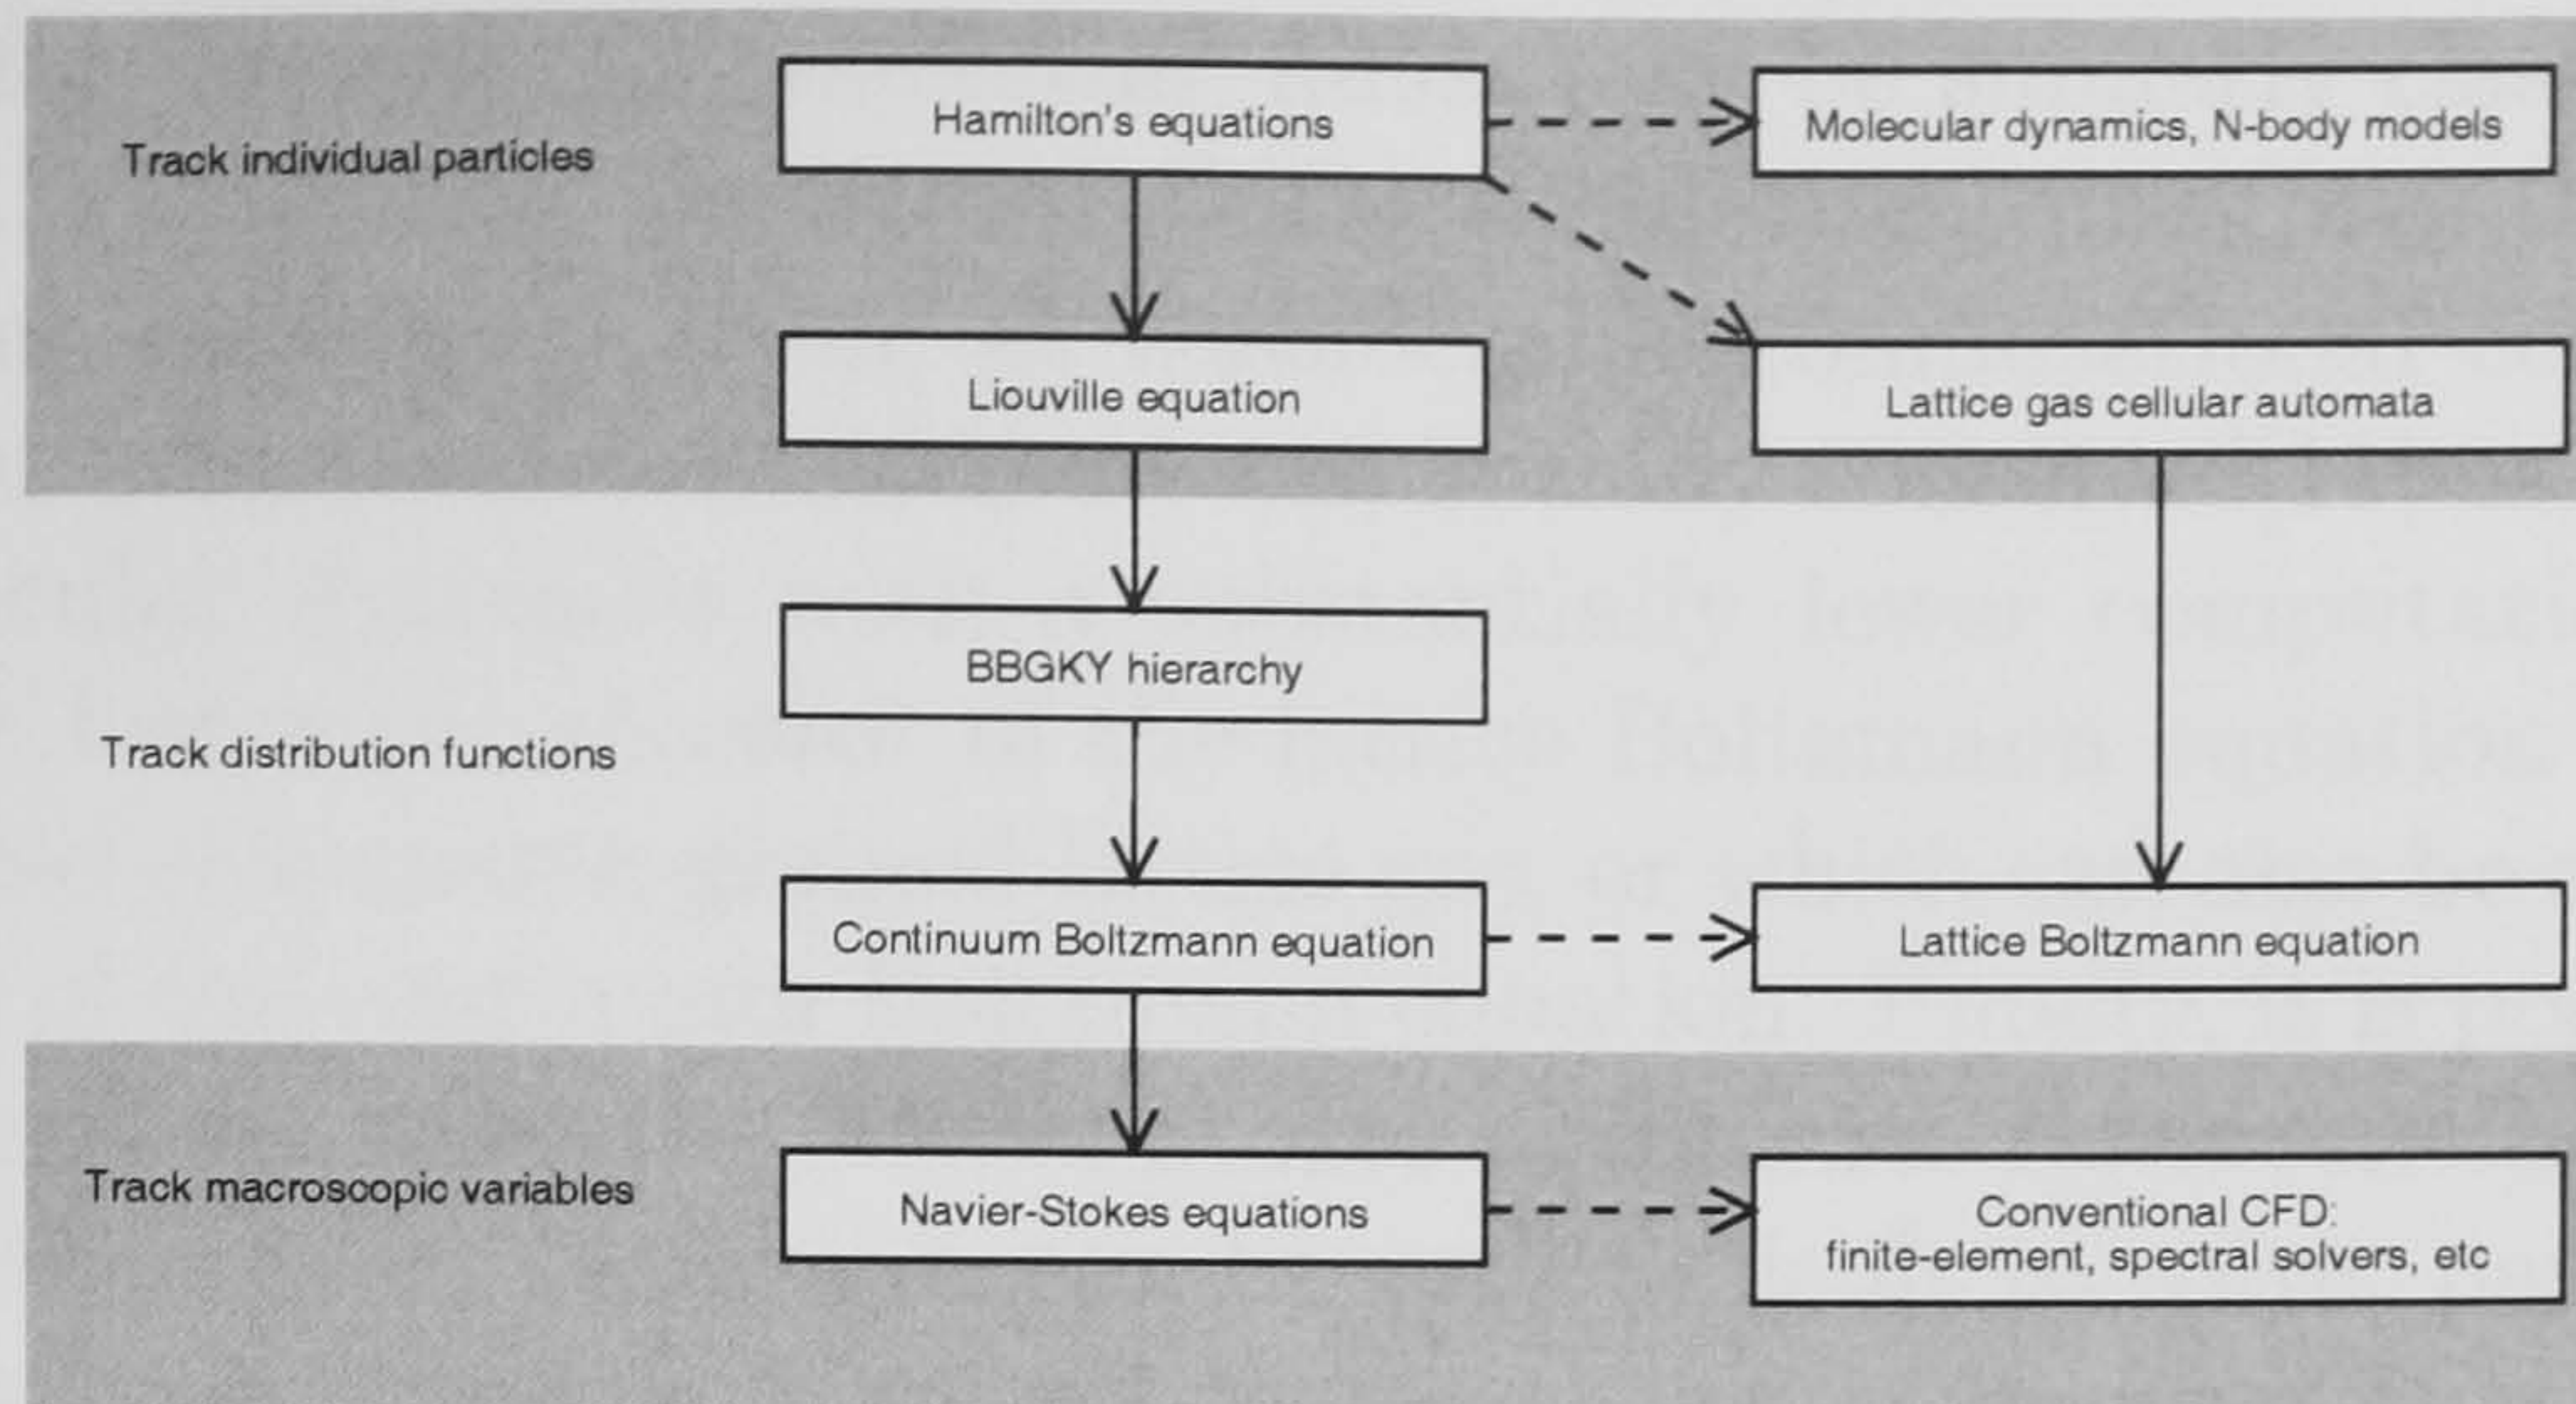 Track individual particles
Hamilton's equations
Molecular dynamics, N-body models
Liouville equation
Lattice gas cellular automata
Track distribution functions
BBGKY hierarchy
Continuum Boltzmann equation
Lattice Boltzmann equation
Track macroscopic variables
Navier-Stokes equations
Conventional CFD:
finite-element, spectral solvers, etc